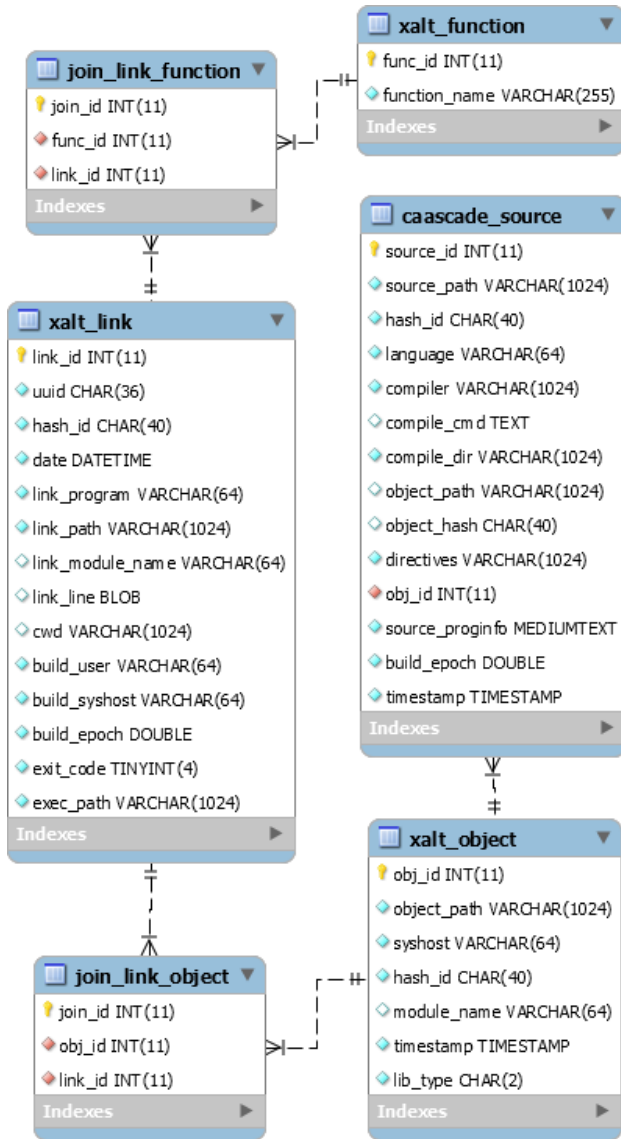 join_link_function
join_id INT(11)
func_id INT(11)
link_id INT(11)
Indexes
xalt_function
func_id INT(11)
function_name VARCHAR(255)
Indexes
xalt_link
link_id INT(11)
uuid CHAR(36)
hash_id CHAR(40)
date DATETIME
link_program VARCHAR(64)
link_path VARCHAR(1024)
link_module_name VARCHAR(64)
link_line BLOB
cwd VARCHAR(1024)
build_user VARCHAR(64)
build_syshost VARCHAR(64)
build_epoch DOUBLE
exit_code TINYINT(4)
exec_path VARCHAR(1024)
Indexes
caascade_source
source_id INT(11)
source_path VARCHAR(1024)
hash_id CHAR(40)
language VARCHAR(64)
compiler VARCHAR(1024)
compile_cmd TEXT
compile_dir VARCHAR(1024)
object_path VARCHAR(1024)
object_hash CHAR(40)
directives VARCHAR(1024)
obj_id INT(11)
source_proginfo MEDIUMTEXT
build_epoch DOUBLE
timestamp TIMESTAMP
Indexes
join_link_object
join_id INT(11)
obj_id INT(11)
link_id INT(11)
Indexes
xalt_object
obj_id INT(11)
object_path VARCHAR(1024)
syshost VARCHAR(64)
hash_id CHAR(40)
module_name VARCHAR(64)
timestamp TIMESTAMP
lib_type CHAR(2)
Indexes